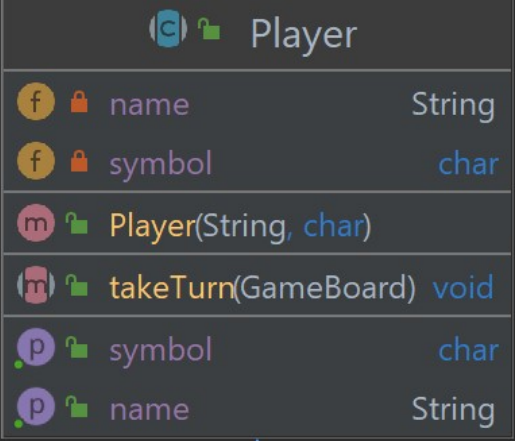 C Player
f name String
f symbol char
m Player(String, char)
m takeTurn(GameBoard) void
p symbol char
p name String